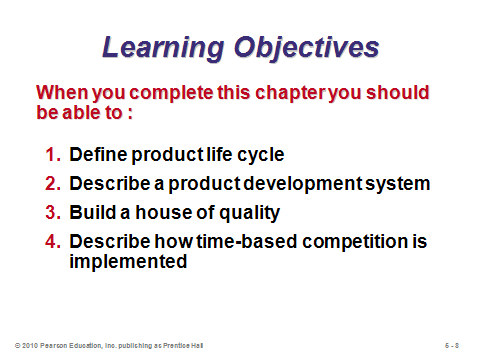 Learning Objectives
When you complete this chapter you should
be able to :
1. Define product life cycle
2. Describe a product development system
3. Build a house of quality
4. Describe how time-based competition is
implemented
© 2010 Pearson Education, Inc. publishing as Prentice Hall
5 - 3